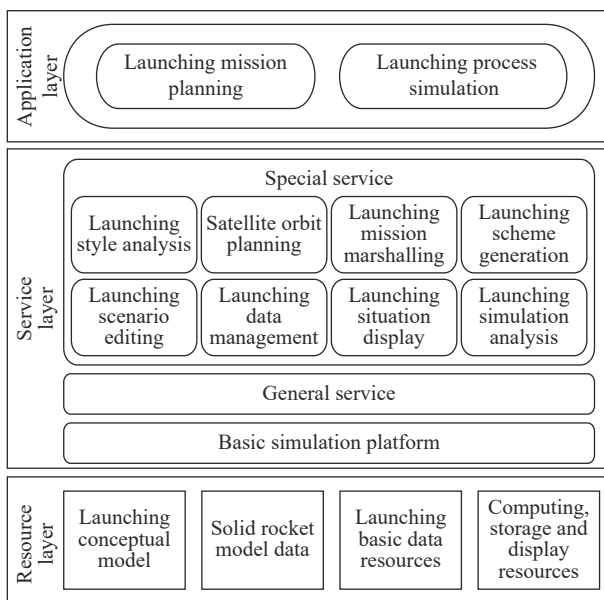 Application
layer
Launching mission
planning
Launching process
simulation
Service
layer
Special service
Launching
style analysis
Satellite orbit
planning
Launching
mission
marshalling
Launching
scheme
generation
Launching
scenario
editing
Launching
data
management
Launching
situation
display
Launching
simulation
analysis
General service
Basic simulation platform
Resource
layer
Launching
conceptual
model
Solid rocket
model data
Launching
basic data
resources
Computing,
storage and
display
resources